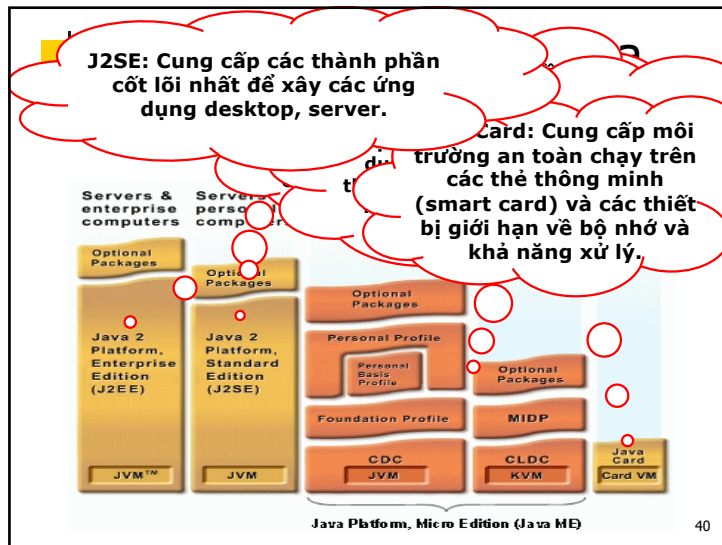 J2SE: Cung cấp các thành phần
cốt lõi nhất để xây các ứng
dụng desktop, server.
Card: Cung cấp môi
trường an toàn chạy trên
các thẻ thông minh
(smart card) và các thiết
bị giới hạn về bộ nhớ và
khả năng xử lý.
Servers &
enterprise
computers
Optional
Packages
Java 2
Platform,
Enterprise
Edition
(J2EE)
JVM™
Optional
Packages
Java 2
Platform,
Standard
Edition
(J2SE)
JVM
Optional
Packages
Personal Profile
Personal
Basis
Profile
Foundation Profile
CDC
JVM
Optional
Packages
MIDP
CLDC
KVM
Java
Card
Card VM
Java Platform, Micro Edition (Java ME)
40